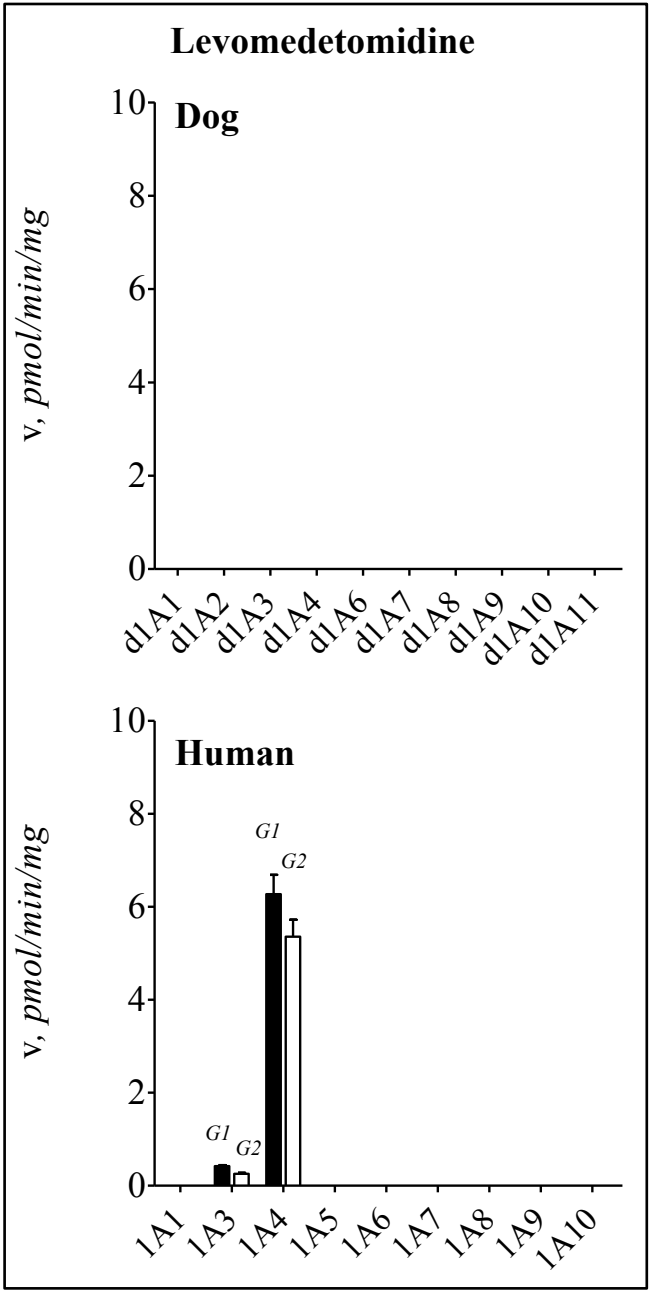 Levomedetomidine
Dog
v, pmol/min/mg
10
8
6
4
2
0
d1A1
d1A2
d1A3
d1A4
d1A6
d1A7
d1A8
d1A9
d1A10
d1A11
Human
v, pmol/min/mg
10
8
6
4
2
0
G1
G2
G1
G2
1A1
1A3
1A4
1A5
1A6
1A7
1A8
1A9
1A10